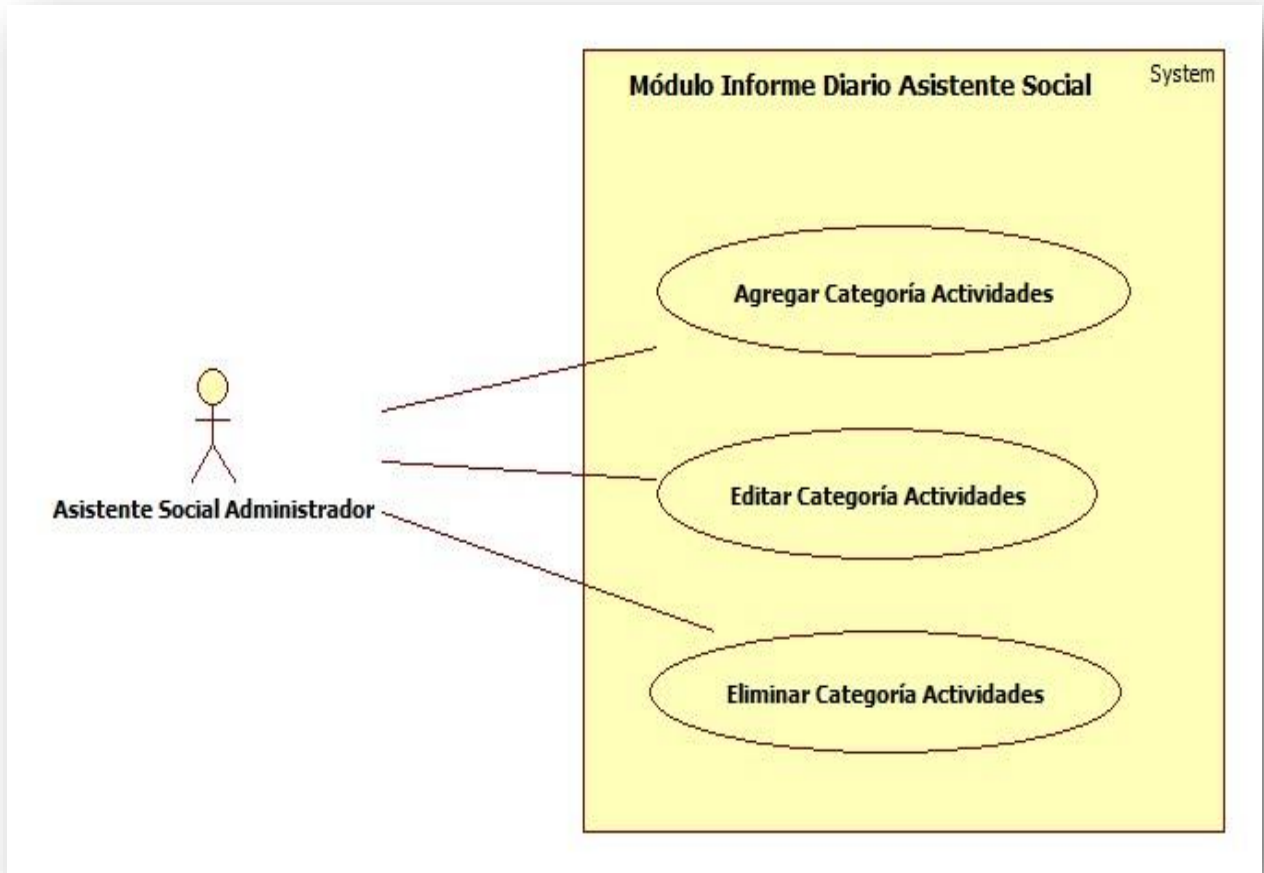 System
Módulo Informe Diario Asistente Social
Agregar Categoría Actividades
Editar Categoría Actividades
Asistente Social Administrador
Eliminar Categoría Actividades